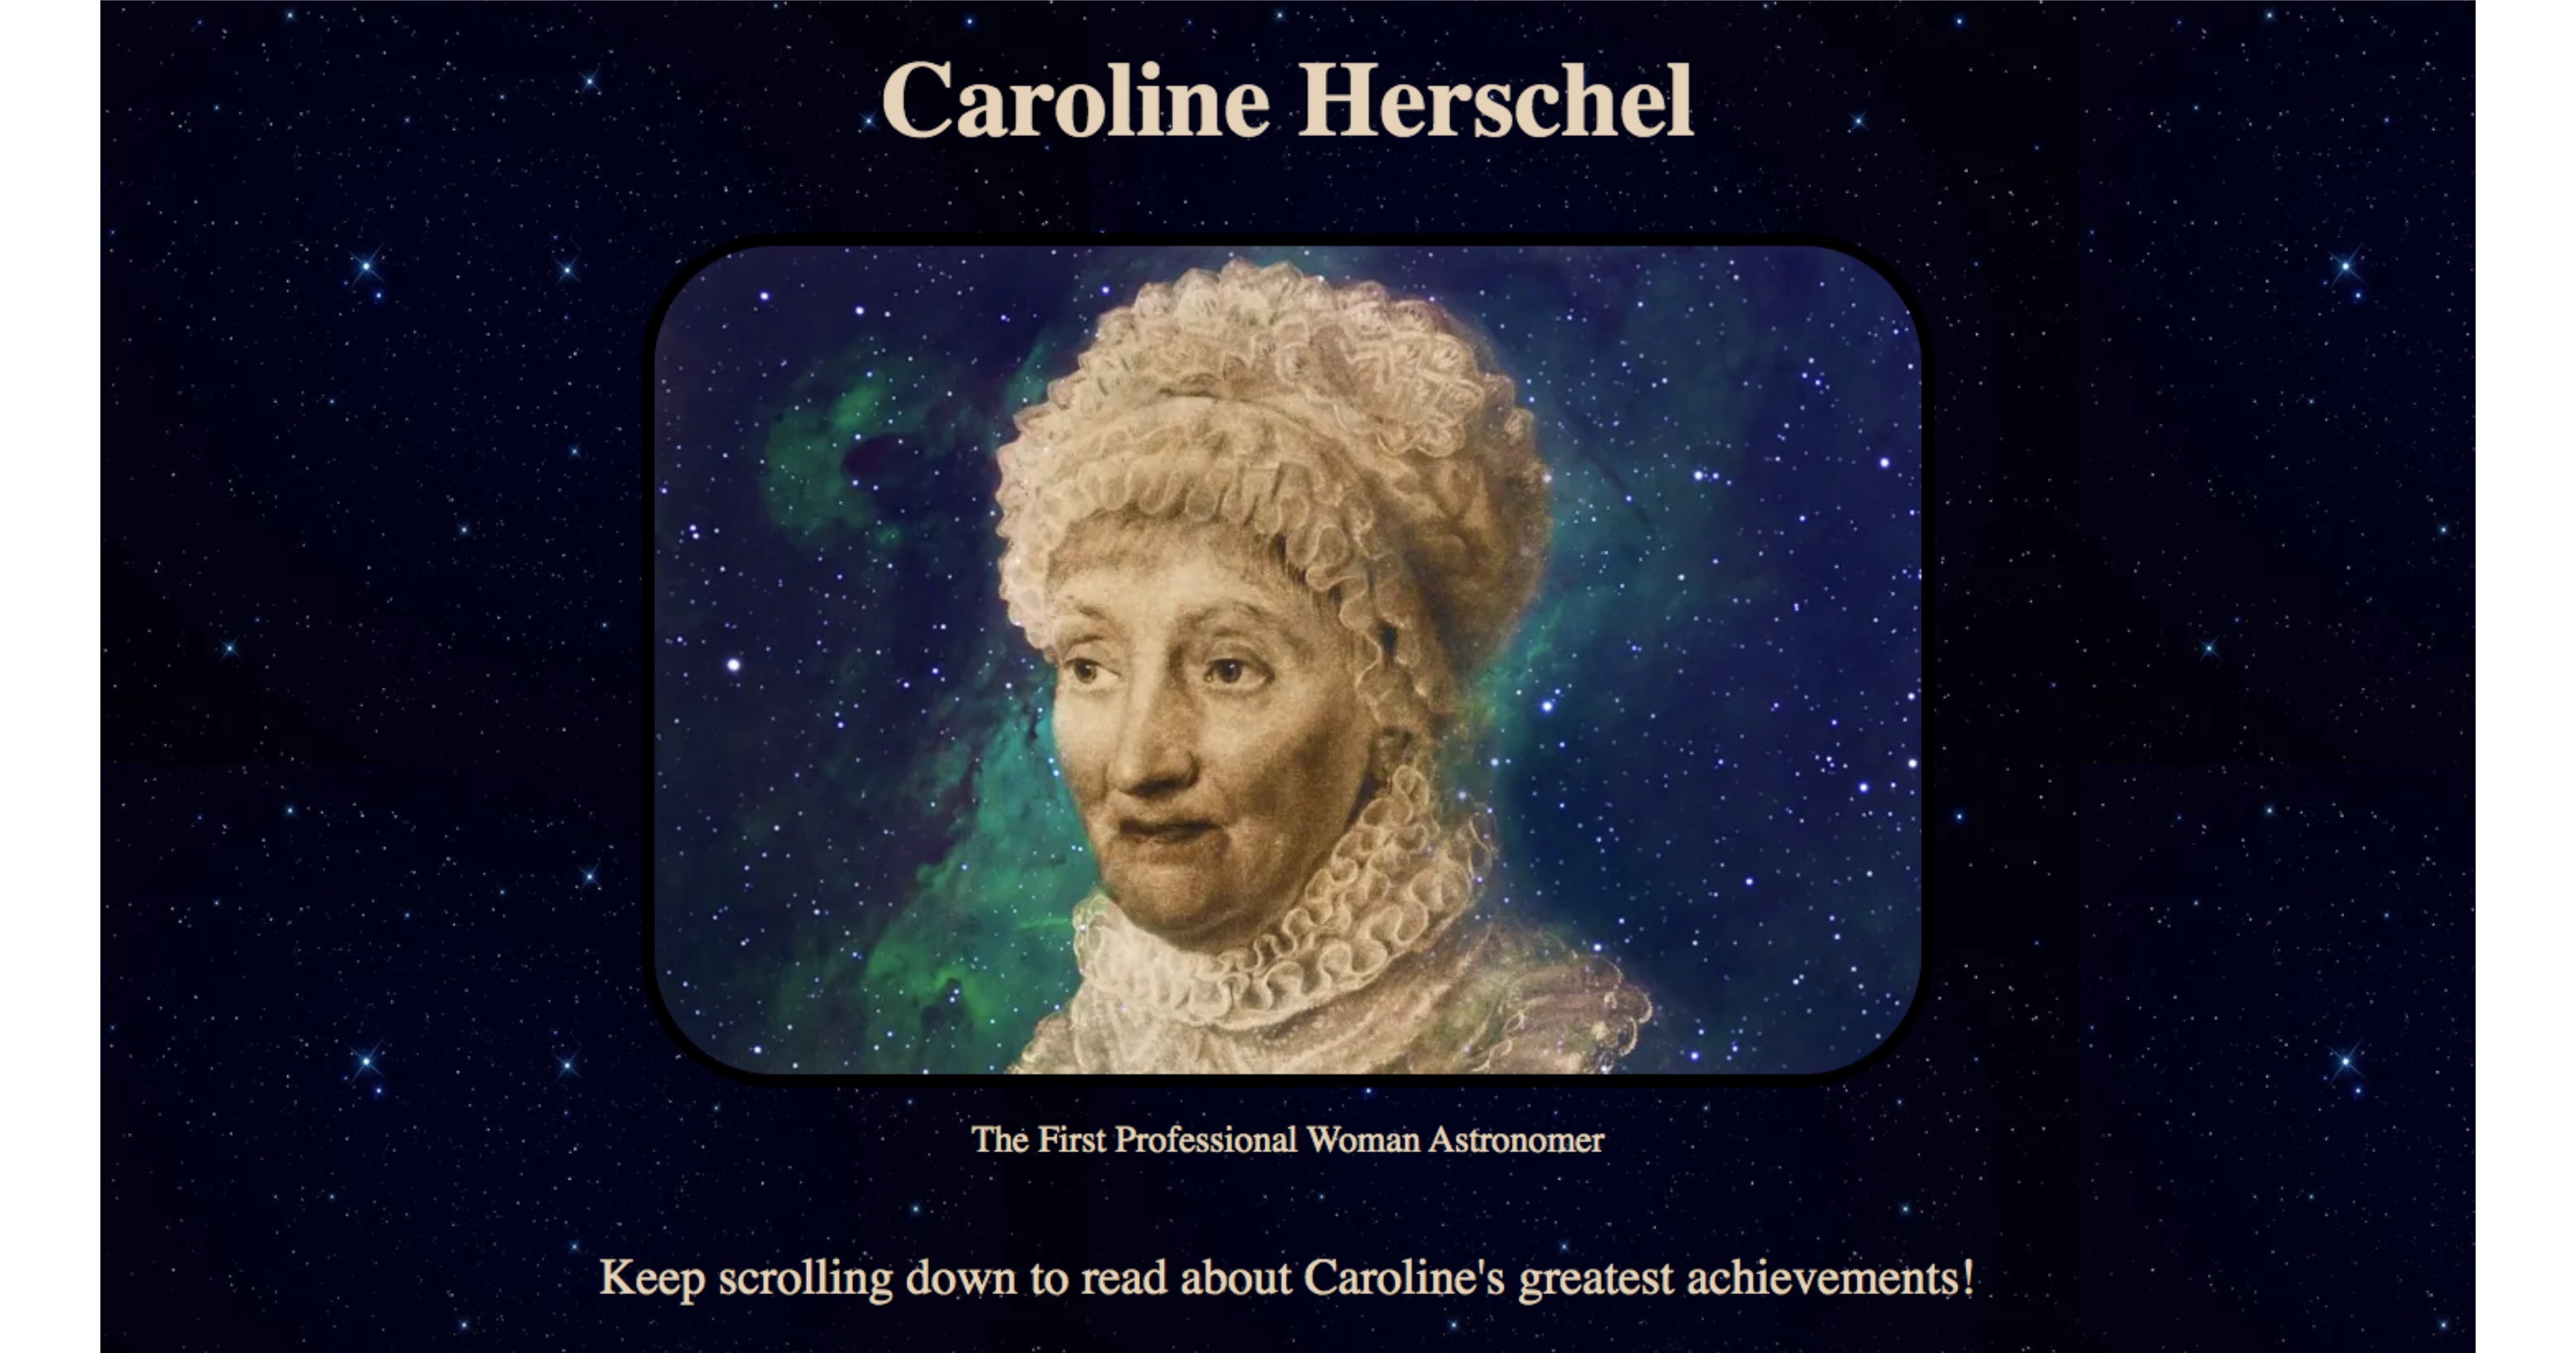 Caroline Herschel
The First Professional Woman Astronomer
Keep scrolling down to read about Caroline's greatest achievements!